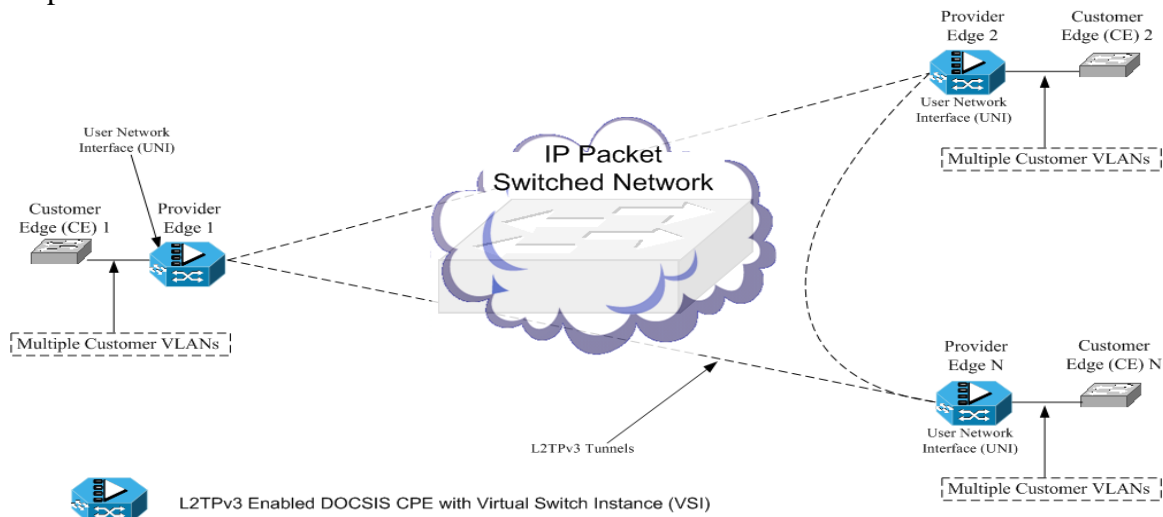 Provider
Edge 2
Customer
Edge (CE) 2
User Network
Interface (UNI)
Multiple Customer VLANs
User Network
Interface (UNI)
Customer
Edge (CE) 1
Provider
Edge 1
Multiple Customer VLANs
IP Packet
Switched Network
Provider
Edge N
Customer
Edge (CE) N
User Network
Interface (UNI)
Multiple Customer VLANs
L2TPv3 Tunnels
L2TPv3 Enabled DOCSIS CPE with Virtual Switch Instance (VSI)